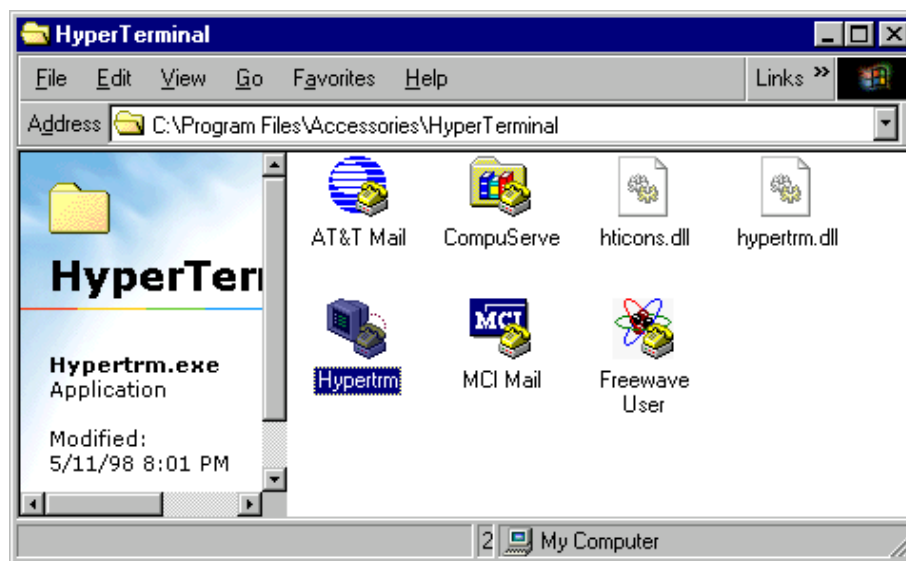 HyperTerminal
File Edit View Go Favorites Help Links »
Address C:\Program Files\Accessories\HyperTerminal
AT&T Mail CompuServe hticons.dll hypertrm.dll
HyperTer
MCI
Hypertrm MCI Mail Freewave
User
Hypertrm.exe
Application
Modified:
5/11/98 8:01 PM
2 My Computer